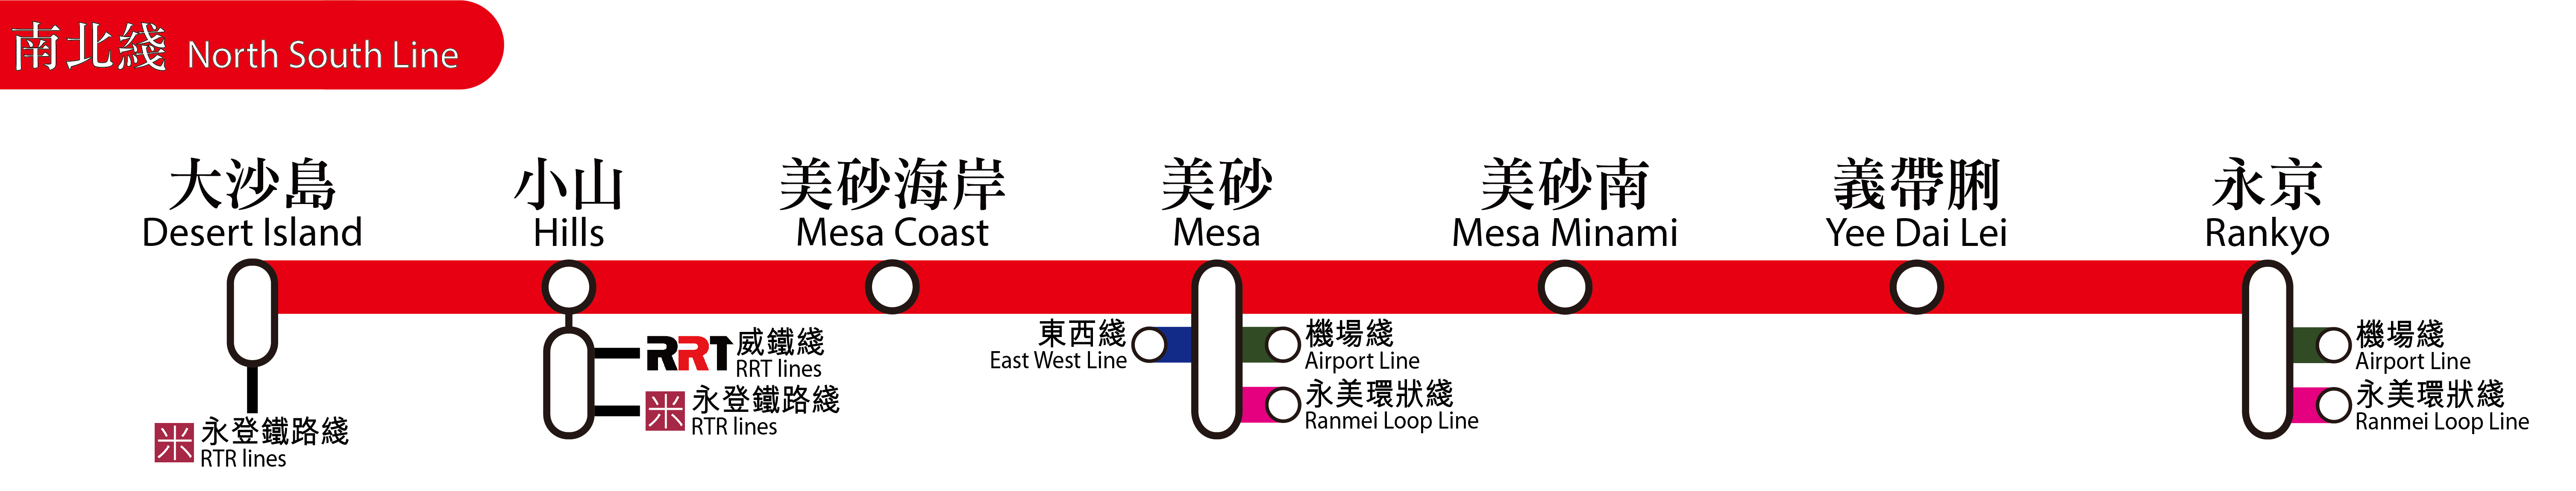 南北綫 North South Line
大沙島
Desert Island
小山
Hills
美砂海岸
Mesa Coast
美砂
Mesa
美砂南
Mesa Minami
義帶脷
Yee Dai Lei
永京
Rankyo
米 永登鐵路綫
RTR lines
RRT 威鐵綫
RRT lines
米 永登鐵路綫
RTR lines
東西綫
East West Line
機場綫
Airport Line
永美環狀綫
Ranmei Loop Line
機場綫
Airport Line
永美環狀綫
Ranmei Loop Line